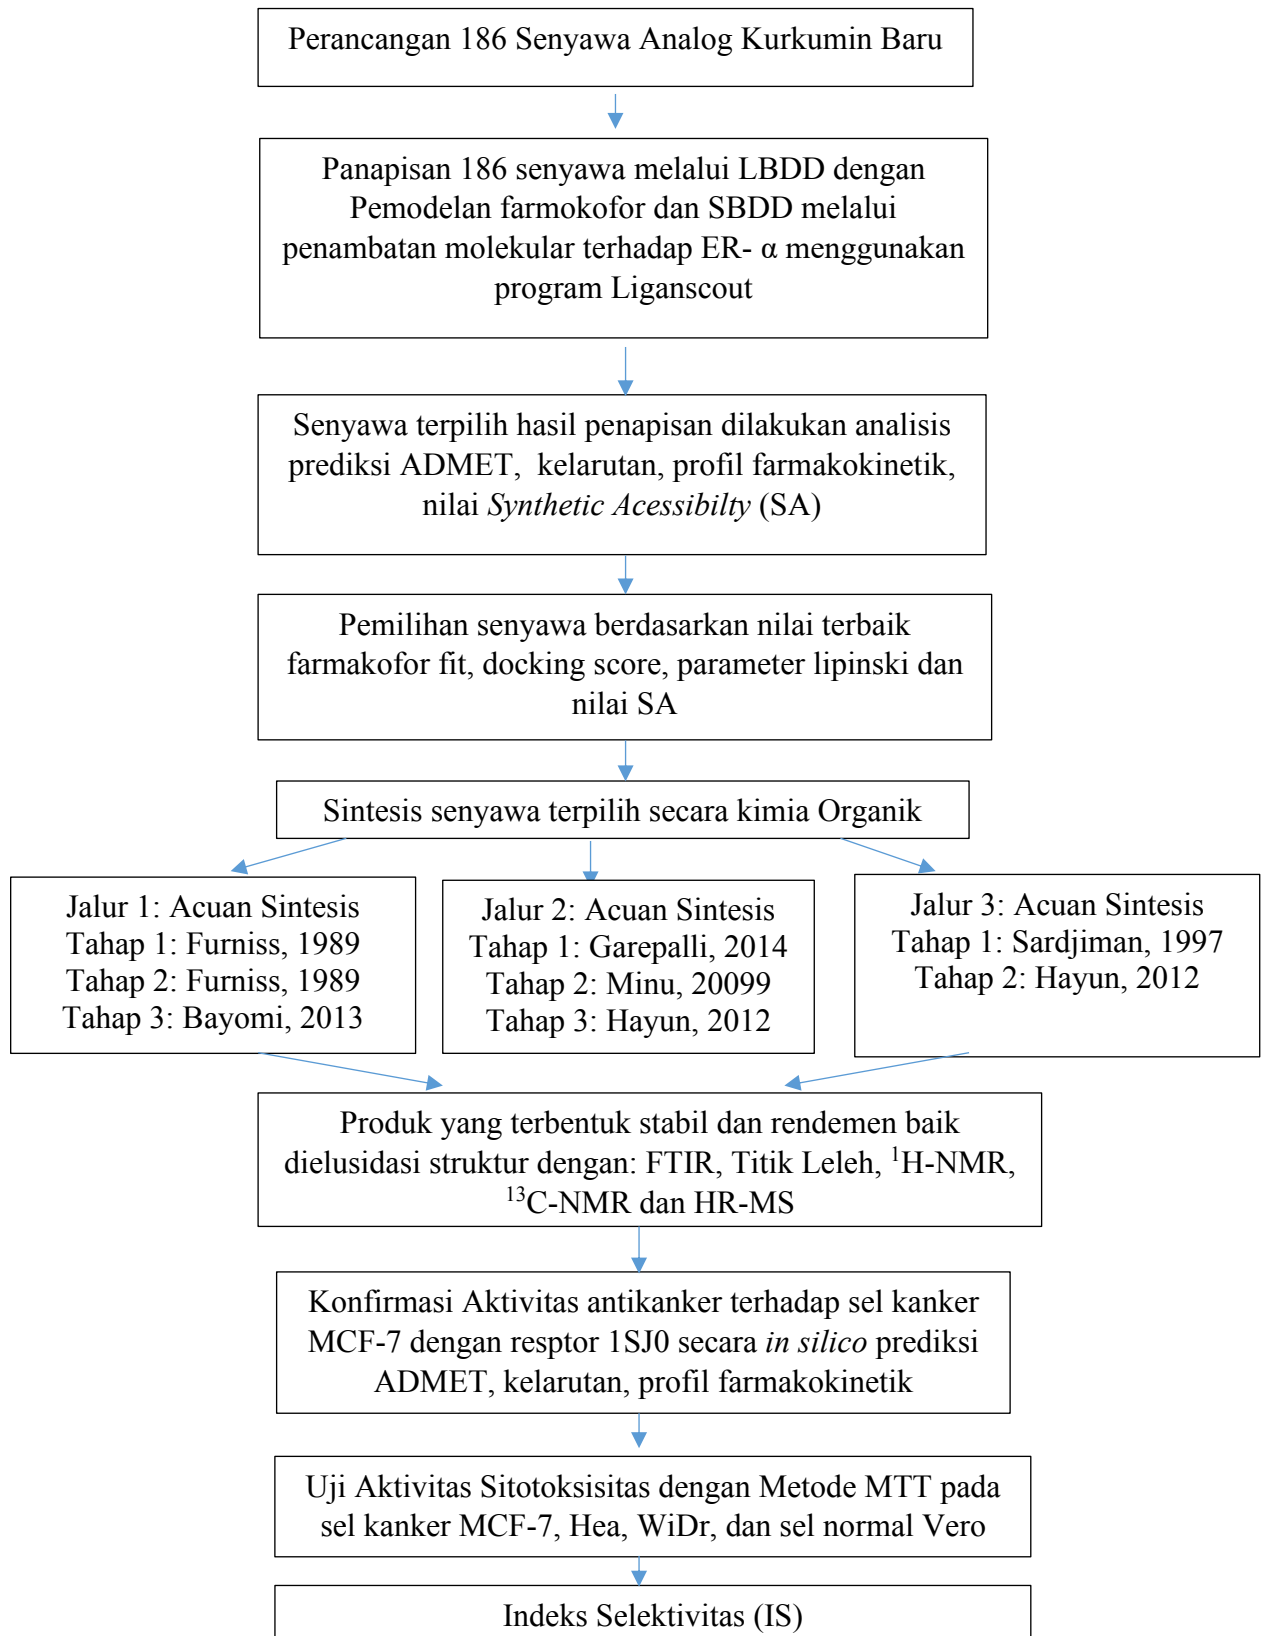 Perancangan 186 Senyawa Analog Kurkumin Baru
Panapisan 186 senyawa melalui LBDD dengan
Pemodelan farmokofor dan SBDD melalui
penambatan molekular terhadap ER- α menggunakan
program Liganscout
Senyawa terpilih hasil penapisan dilakukan analisis
prediksi ADMET, kelarutan, profil farmakokinetik,
nilai Synthetic Acessibilty (SA)
Pemilihan senyawa berdasarkan nilai terbaik
farmakofor fit, docking score, parameter lipinski dan
nilai SA
Sintesis senyawa terpilih secara kimia Organik
Jalur 1: Acuan Sintesis
Tahap 1: Furniss, 1989
Tahap 2: Furniss, 1989
Tahap 3: Bayomi, 2013
Jalur 2: Acuan Sintesis
Tahap 1: Garepalli, 2014
Tahap 2: Minu, 20099
Tahap 3: Hayun, 2012
Jalur 3: Acuan Sintesis
Tahap 1: Sardjiman, 1997
Tahap 2: Hayun, 2012
Produk yang terbentuk stabil dan rendemen baik
dielusidasi struktur dengan: FTIR, Titik Leleh, ¹H-NMR,
¹³C-NMR dan HR-MS
Konfirmasi Aktivitas antikanker terhadap sel kanker
MCF-7 dengan resptor 1SJ0 secara in silico prediksi
ADMET, kelarutan, profil farmakokinetik
Uji Aktivitas Sitotoksisitas dengan Metode MTT pada
sel kanker MCF-7, Hea, WiDr, dan sel normal Vero
Indeks Selektivitas (IS)